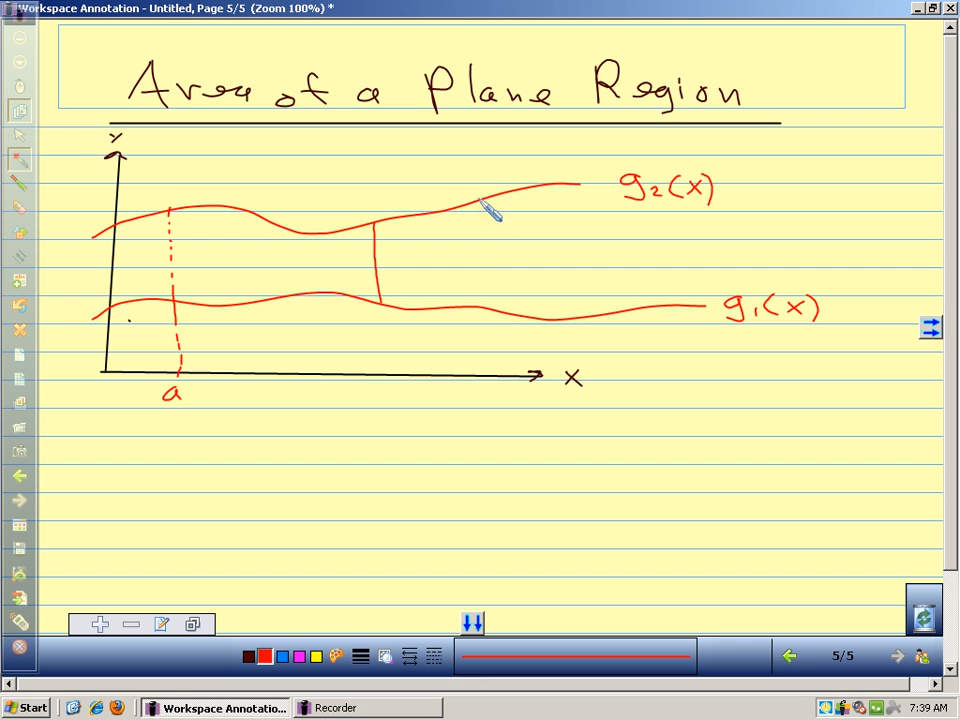 Workspace Annotation - Untitled, Page 5/5 (Zoom 100%) *
Area of a Plane Region
Y
g2(x)
g1(x)
X
a
5/5
Start
Workspace Annotatio...
Recorder
7:39 AM